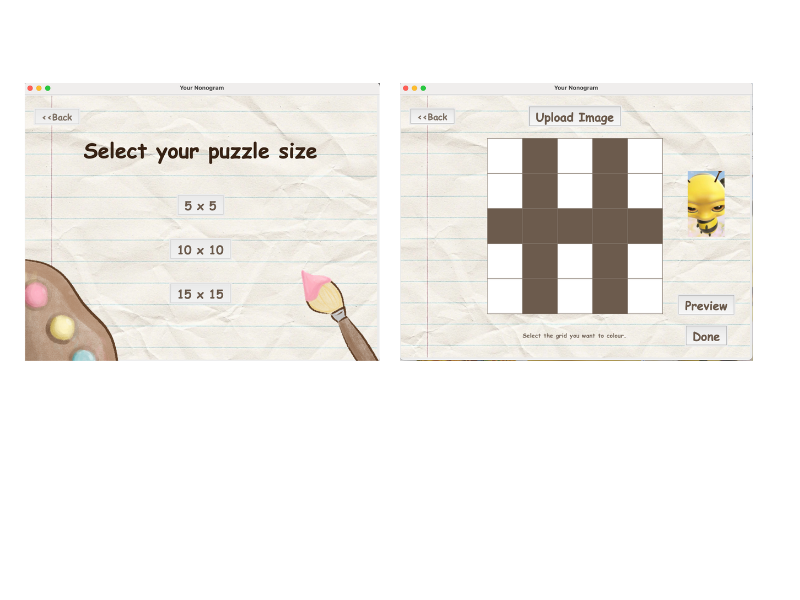 Your Nonogram
<<Back
Select your puzzle size
5 x 5
10 x 10
15 x 15
Your Nonogram
<<Back
Upload Image
Preview
Select the grid you want to colour..
Done